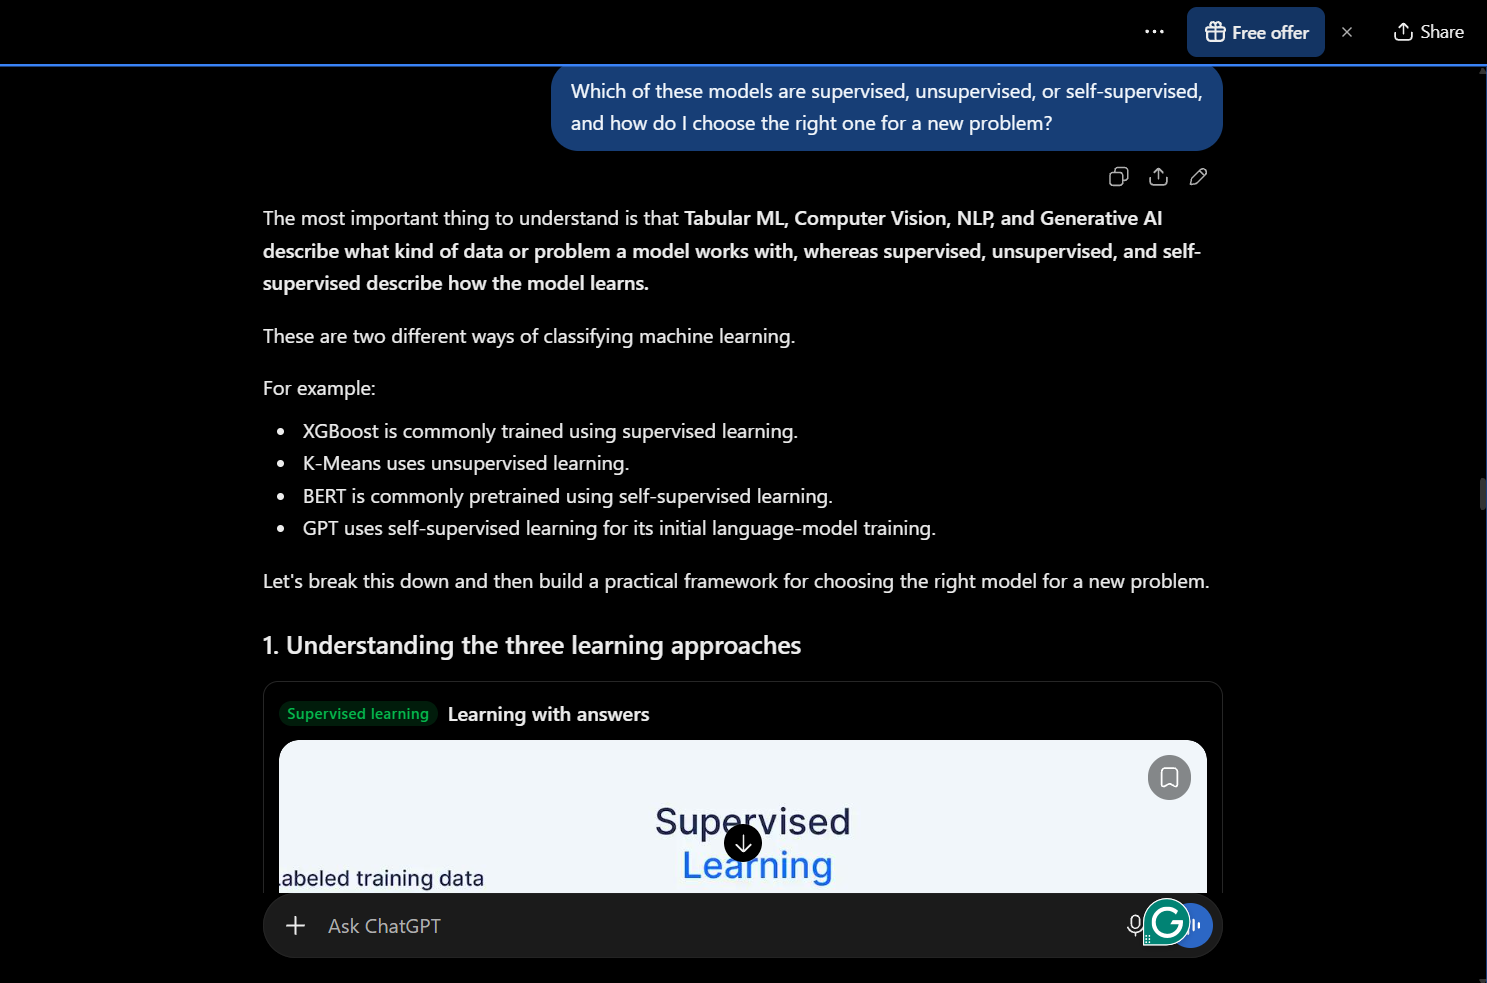 Free offer
Share
Which of these models are supervised, unsupervised, or self-supervised,
and how do I choose the right one for a new problem?
The most important thing to understand is that Tabular ML, Computer Vision, NLP, and Generative AI
describe what kind of data or problem a model works with, whereas supervised, unsupervised, and self-
supervised describe how the model learns.
These are two different ways of classifying machine learning.
For example:
XGBoost is commonly trained using supervised learning.
K-Means uses unsupervised learning.
BERT is commonly pretrained using self-supervised learning.
GPT uses self-supervised learning for its initial language-model training.
Let's break this down and then build a practical framework for choosing the right model for a new problem.
1. Understanding the three learning approaches
Supervised learning Learning with answers
Supervised
Learning
abeled training data
Ask ChatGPT